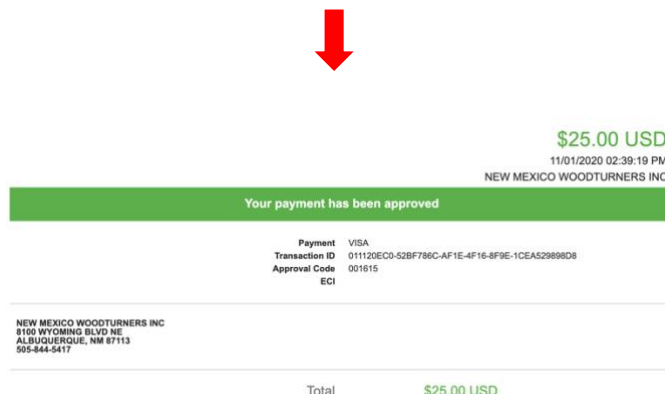 $25.00 USD
11/01/2020 02:39:19 PM
NEW MEXICO WOODTURNERS INC
Your payment has been approved
Payment VISA
Transaction ID 011120EC0-52BF786C-AF1E-4F16-8F9E-1CEA529898D8
Approval Code 001615
ECI
NEW MEXICO WOODTURNERS INC
8100 WYOMING BLVD NE
ALBUQUERQUE, NM 87113
505-844-5417
Total $25.00 USD